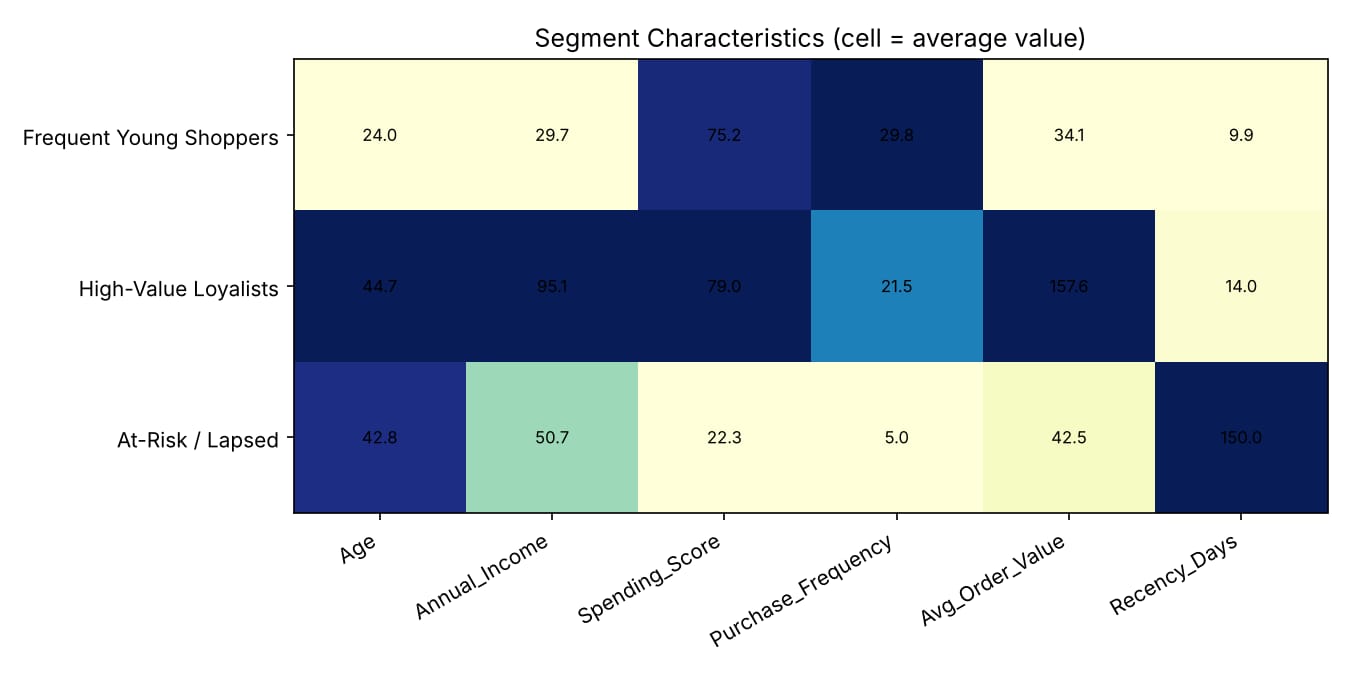 Segment Characteristics (cell = average value)
Frequent Young Shoppers 24.0 29.7 75.2 29.8 34.1 9.9
High-Value Loyalists 44.7 95.1 79.0 21.5 157.6 14.0
At-Risk / Lapsed 42.8 50.7 22.3 5.0 42.5 150.0
Age Annual_Income Spending_Score Purchase_Frequency Avg_Order_Value Recency_Days